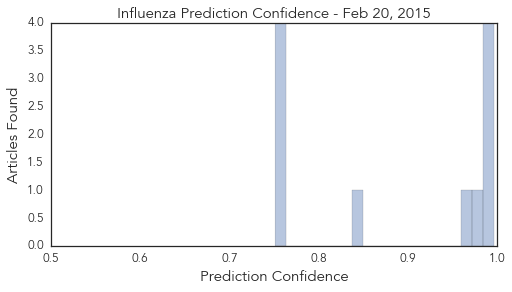 Influenza Prediction Confidence - Feb 20, 2015
4.0
3.5
3.0
2.5
2.0
1.5
1.0
0.5
0.0
Articles Found
0.5 0.6 0.7 0.8 0.9 1.0
Prediction Confidence